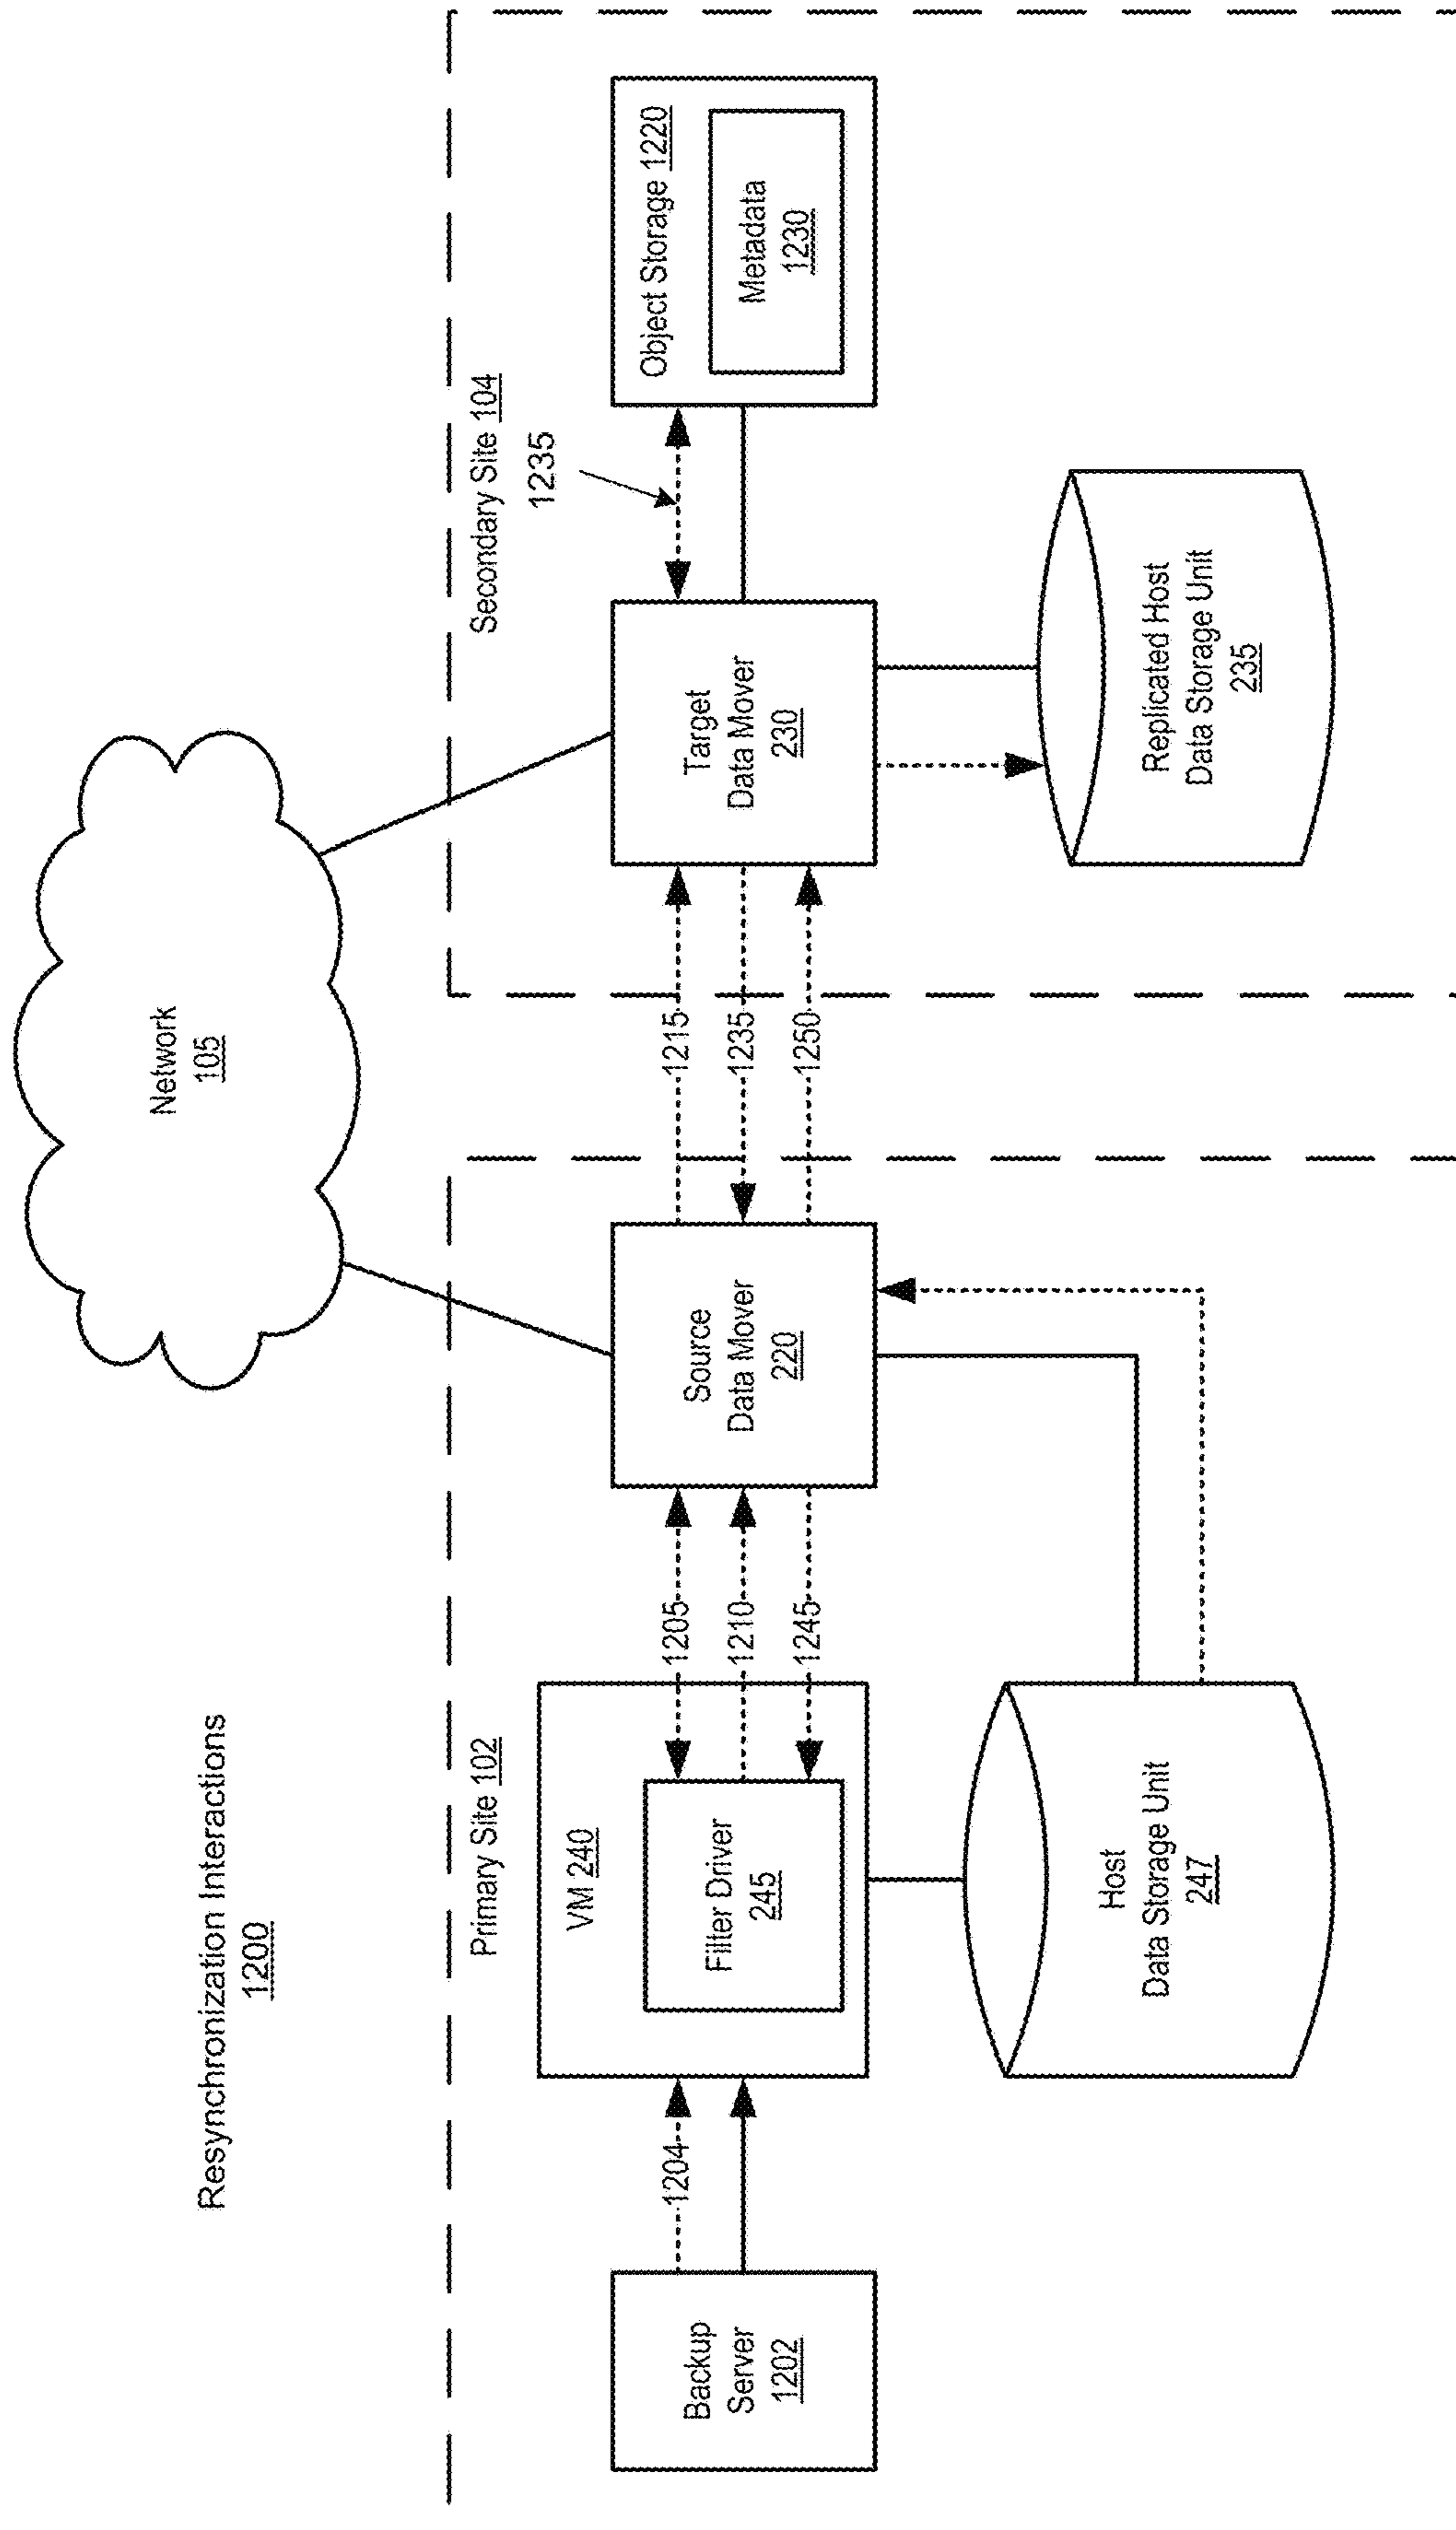 Resynchronization Interactions
1200
Network
105
Primary Site 102
Secondary Site 104
1235
Backup
Server
1202
1204
VM 240
Filter Driver
245
1205
1210
1245
Source
Data Mover
220
1215
1235
1250
Target
Data Mover
230
Object Storage 1220
Metadata
1230
Host
Data Storage Unit
247
Replicated Host
Data Storage Unit
235